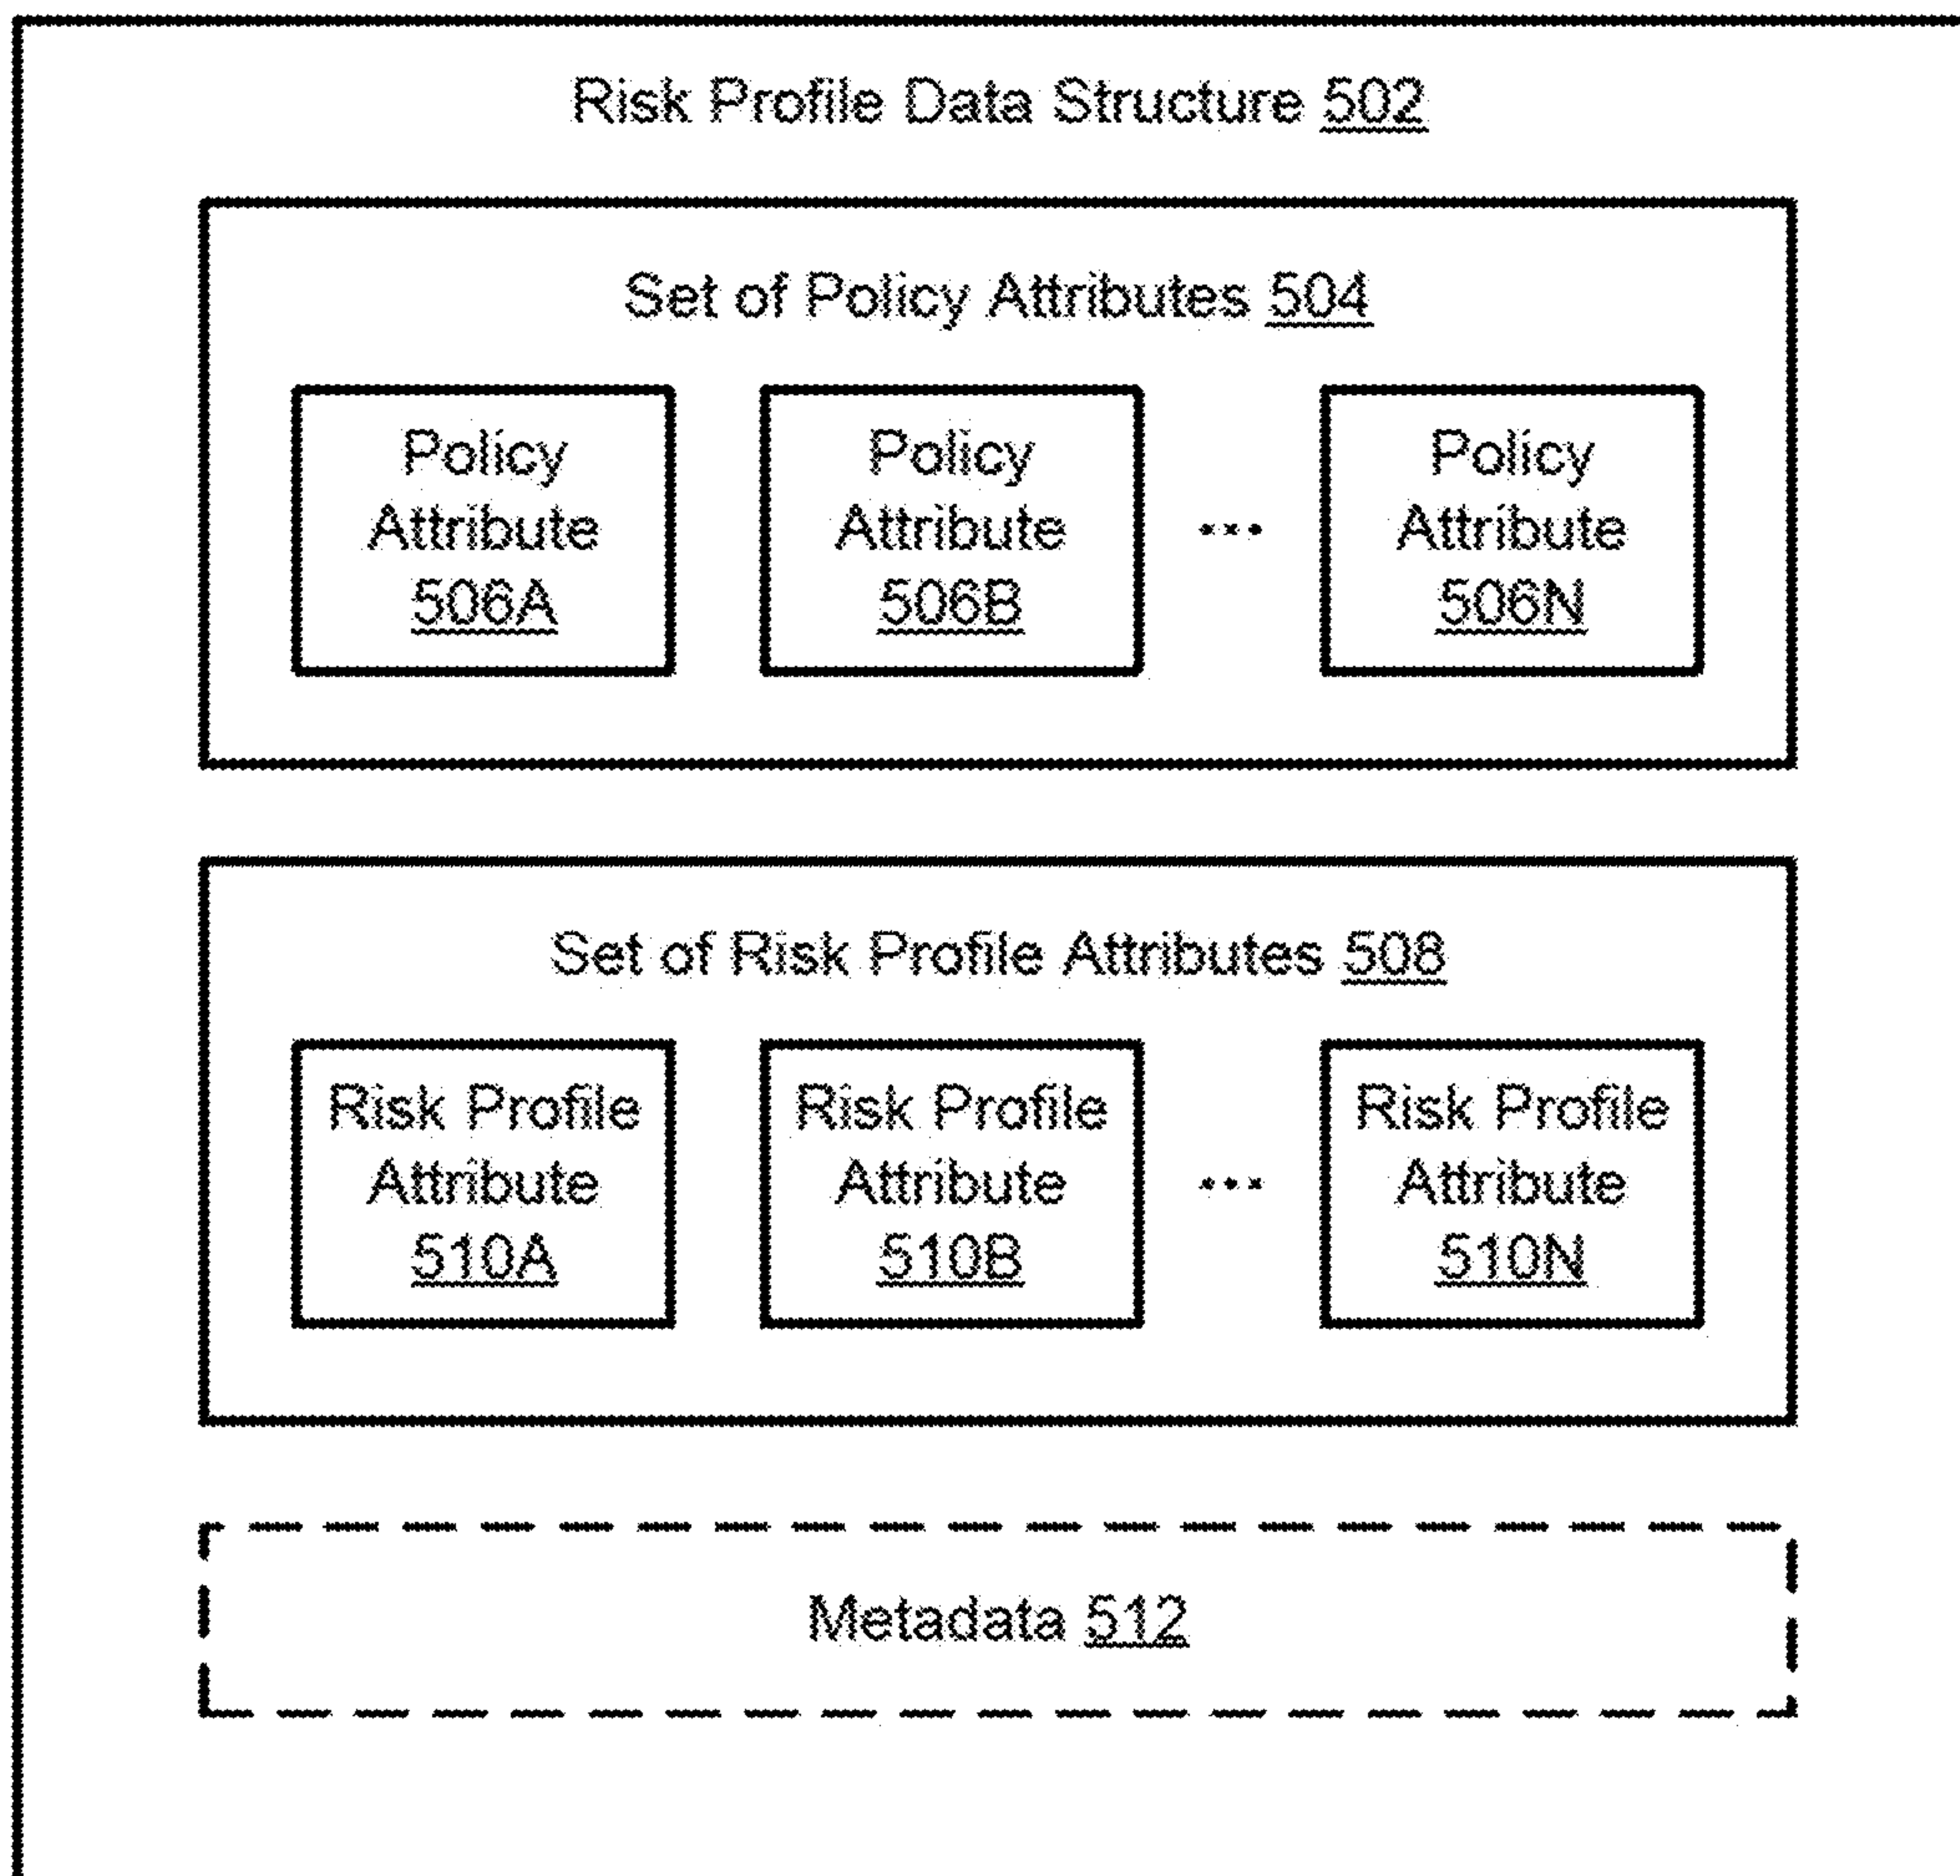 Risk Profile Data Structure 502
Set of Policy Attributes 504
Policy
Attribute
506A
Policy
Attribute
506B
...
Policy
Attribute
506N
Set of Risk Profile Attributes 508
Risk Profile
Attribute
510A
Risk Profile
Attribute
510B
...
Risk Profile
Attribute
510N
Metadata 512